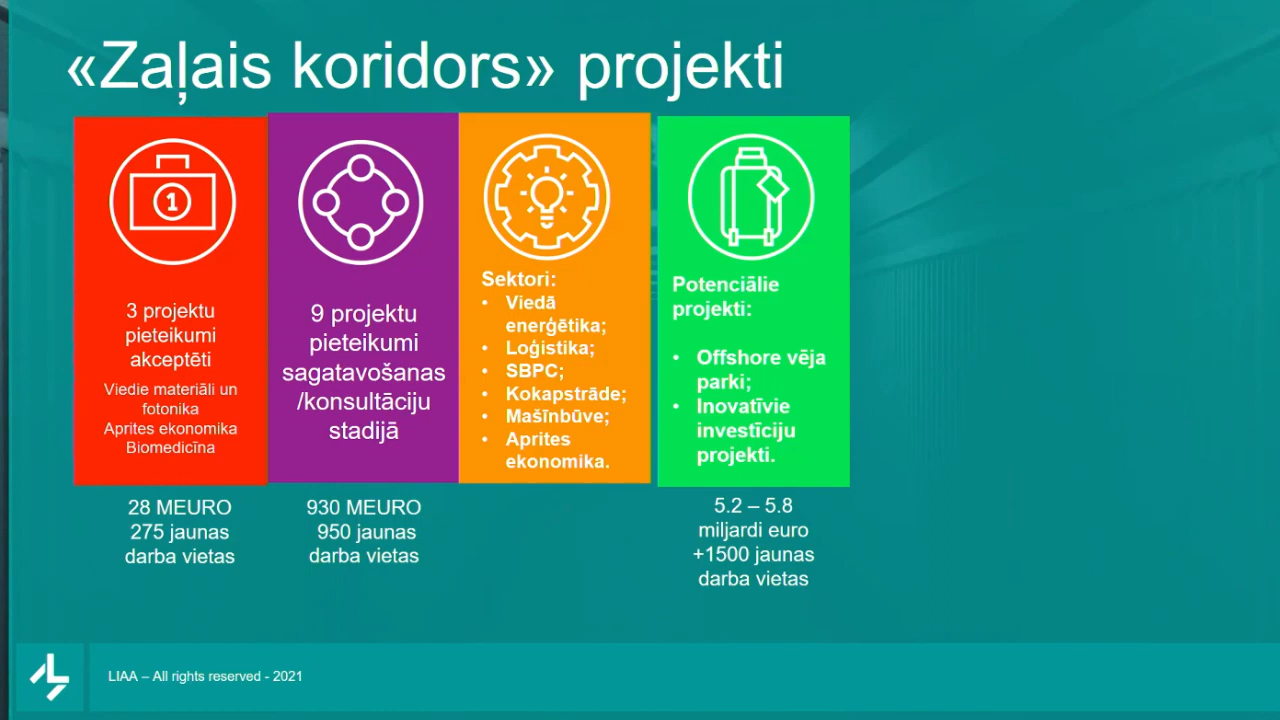 «Zaļais koridors» projekti
1
3 projektu
pieteikumi
akceptēti
Viedie materiāli un
fotonika
Aprites ekonomika
Biomedicīna
28 MEURO
275 jaunas
darba vietas
9 projektu
pieteikumi
sagatavošanas
/konsultāciju
stadijā
930 MEURO
950 jaunas
darba vietas
Sektori:
• Viedā
enerģētika;
• Loģistika;
• SBPC;
• Kokapstrāde;
• Mašīnbūve;
• Aprites
ekonomika.
Potenciālie
projekti:
• Offshore vēja
parki;
• Inovatīvie
investīciju
projekti.
5.2 – 5.8
miljardi euro
+1500 jaunas
darba vietas
LIAA – All rights reserved - 2021